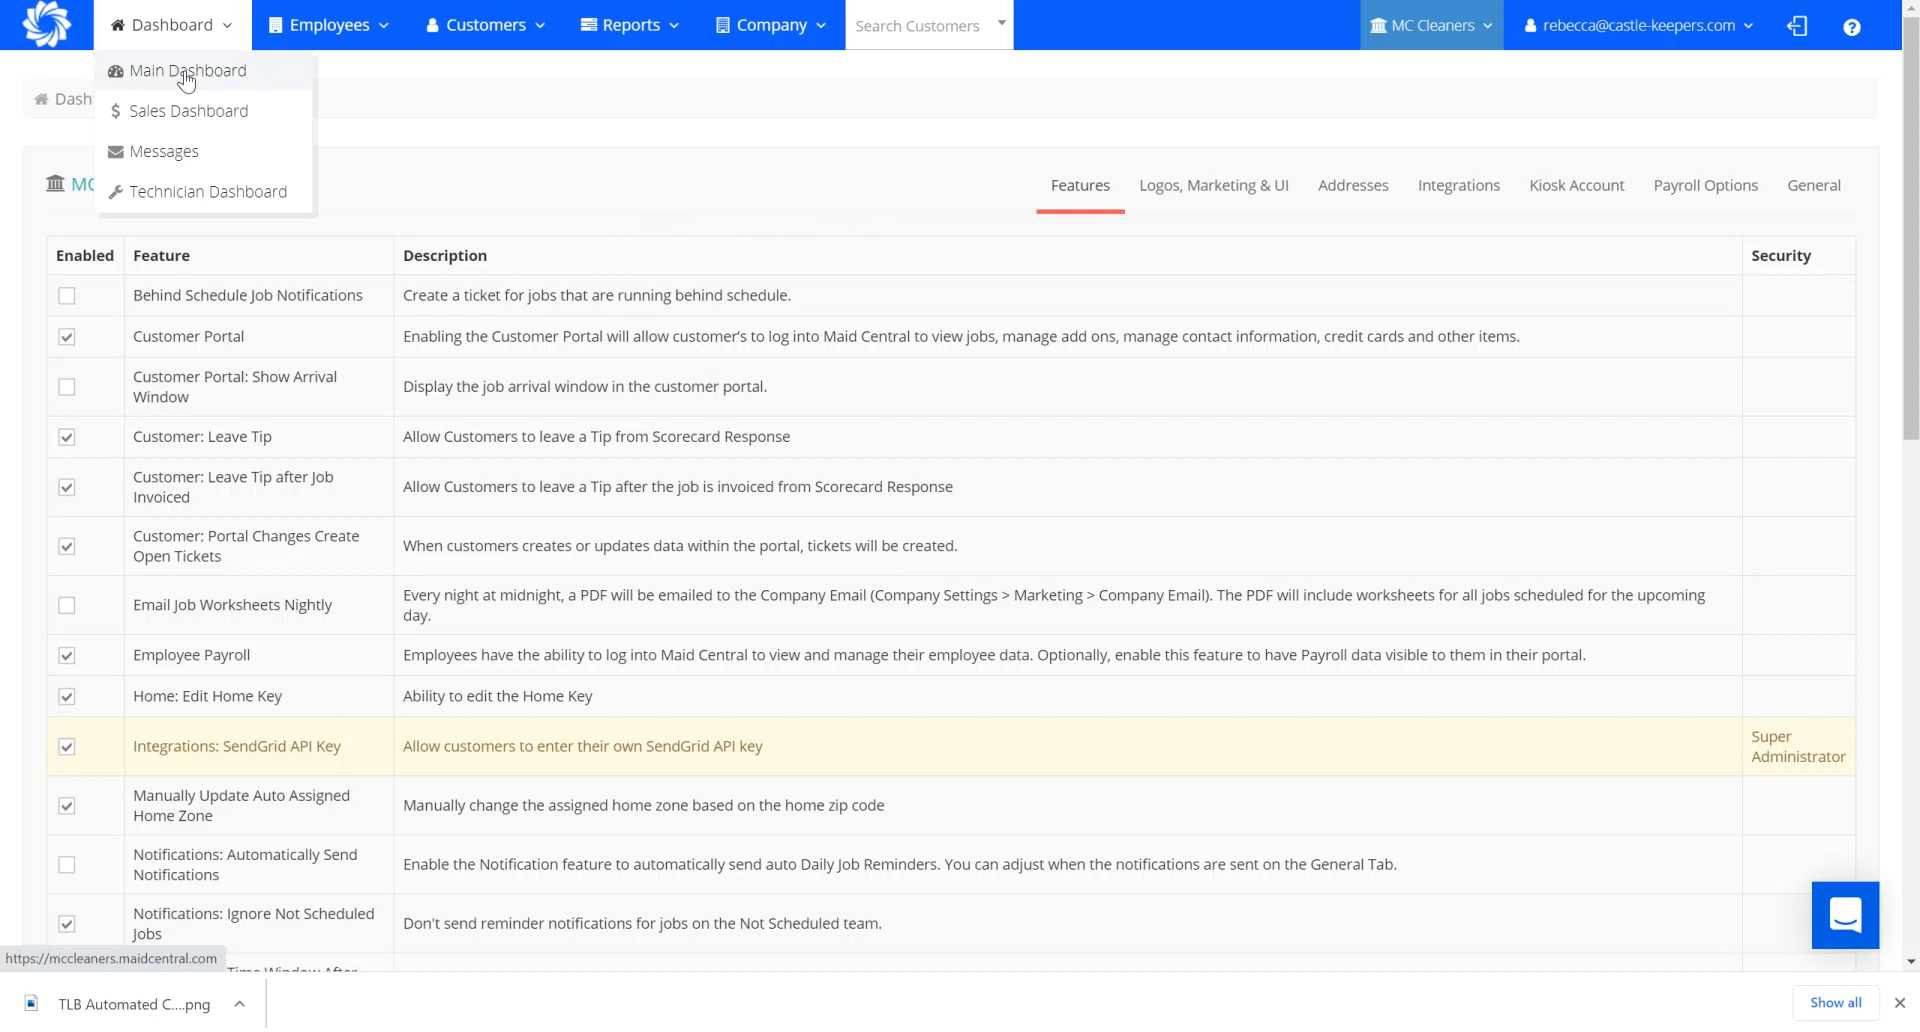 Dashboard
Employees
Customers
Reports
Company
Search Customers
MC Cleaners
rebecca@castle-keepers.com
Main Dashboard
Dash
Sales Dashboard
Messages
MC
Technician Dashboard
Features
Logos, Marketing & UI
Addresses
Integrations
Kiosk Account
Payroll Options
General
Enabled
Feature
Description
Security
Behind Schedule Job Notifications
Create a ticket for jobs that are running behind schedule.
Customer Portal
Enabling the Customer Portal will allow customer's to log into Maid Central to view jobs, manage add ons, manage contact information, credit cards and other items.
Customer Portal: Show Arrival
Window
Display the job arrival window in the customer portal.
Customer: Leave Tip
Allow Customers to leave a Tip from Scorecard Response
Customer: Leave Tip after Job
Invoiced
Allow Customers to leave a Tip after the job is invoiced from Scorecard Response
Customer: Portal Changes Create
Open Tickets
When customers creates or updates data within the portal, tickets will be created.
Email Job Worksheets Nightly
Every night at midnight, a PDF will be emailed to the Company Email (Company Settings > Marketing > Company Email). The PDF will include worksheets for all jobs scheduled for the upcoming
day.
Employee Payroll
Employees have the ability to log into Maid Central to view and manage their employee data. Optionally, enable this feature to have Payroll data visible to them in their portal.
Home: Edit Home Key
Ability to edit the Home Key
Integrations: SendGrid API Key
Allow customers to enter their own SendGrid API key
Super
Administrator
Manually Update Auto Assigned
Home Zone
Manually change the assigned home zone based on the home zip code
Notifications: Automatically Send
Notifications
Enable the Notification feature to automatically send auto Daily Job Reminders. You can adjust when the notifications are sent on the General Tab.
Notifications: Ignore Not Scheduled
Jobs
Don't send reminder notifications for jobs on the Not Scheduled team.
https://mccleaners.maidcentral.com
Time Window After
TLB Automated C....png
Show all